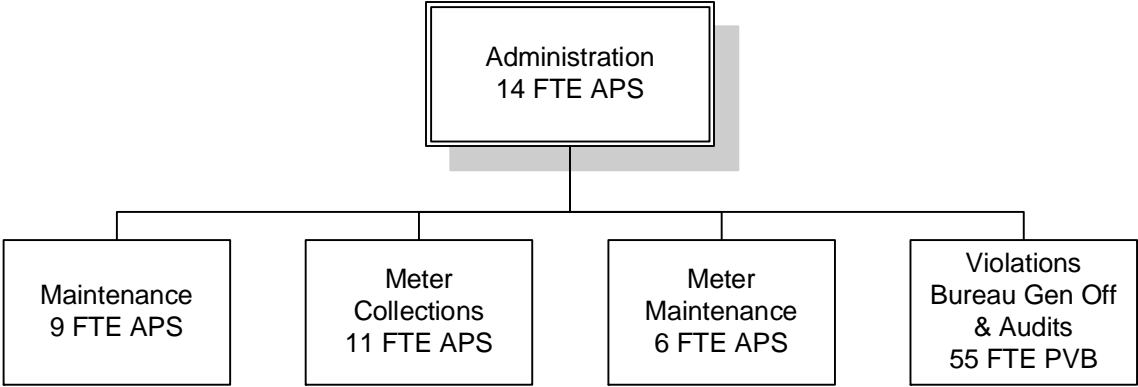 Administration
14 FTE APS
Maintenance
9 FTE APS
Meter
Collections
11 FTE APS
Meter
Maintenance
6 FTE APS
Violations
Bureau Gen Off
& Audits
55 FTE PVB